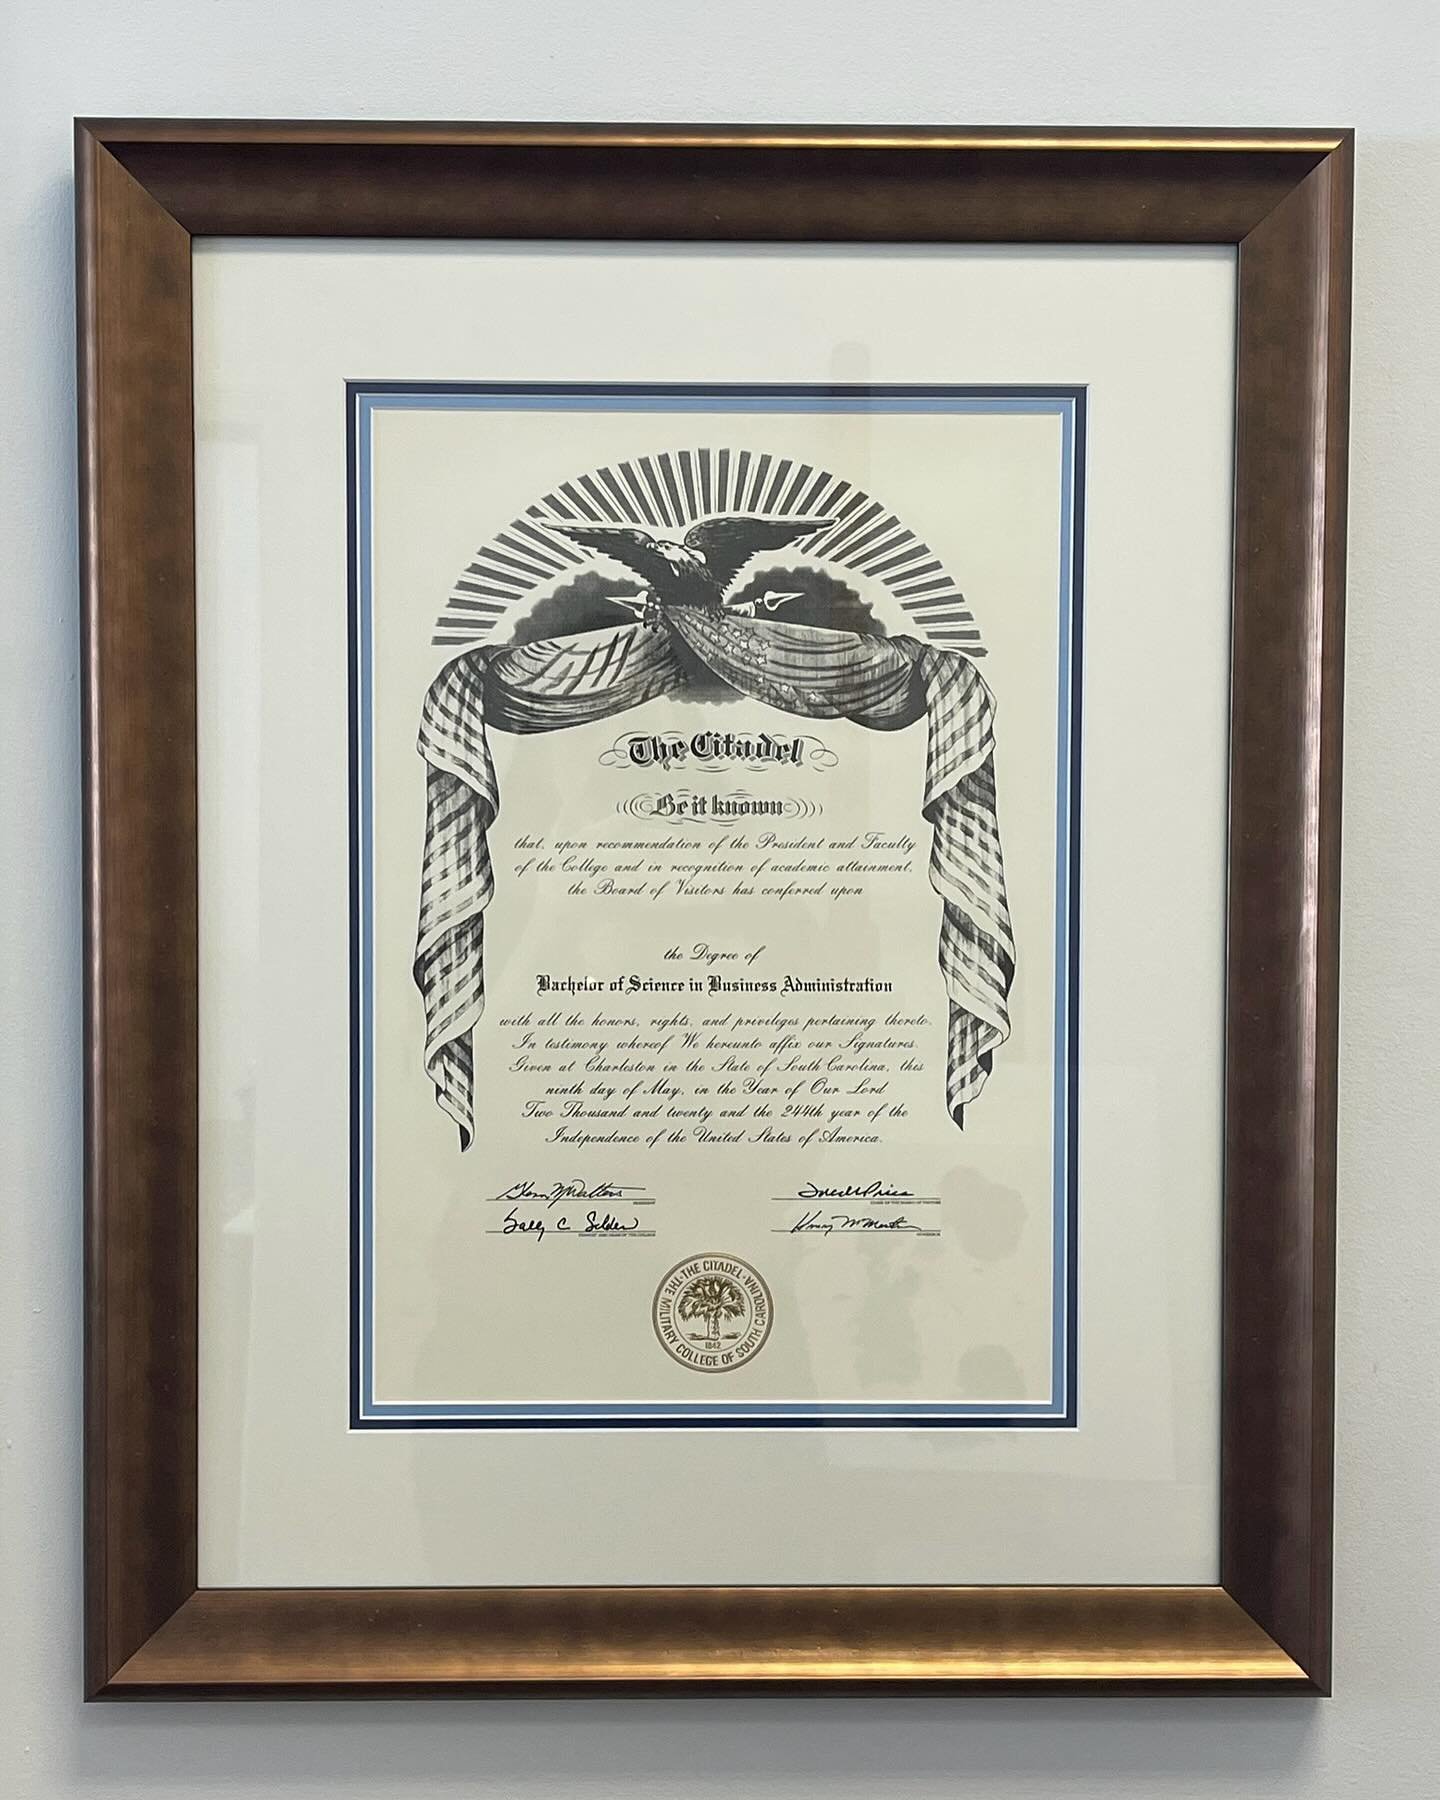 The Citadel
Be it known
that, upon recommendation of the President and Faculty
of the College and in recognition of academic attainment,
the Board of Visitors has conferred upon
the Degree of
Bachelor of Science in Business Administration
with all the honors, rights, and privileges pertaining thereto.
In testimony whereof We hereunto affix our Signatures.
Given at Charleston in the State of South Carolina, this
ninth day of May, in the Year of Our Lord
Two Thousand and twenty and the 244th year of the
Independence of the United States of America.
Glenn M Walters
PRESIDENT
Sally C. Selden
THE CITADEL · THE MILITARY COLLEGE OF SOUTH CAROLINA
1842